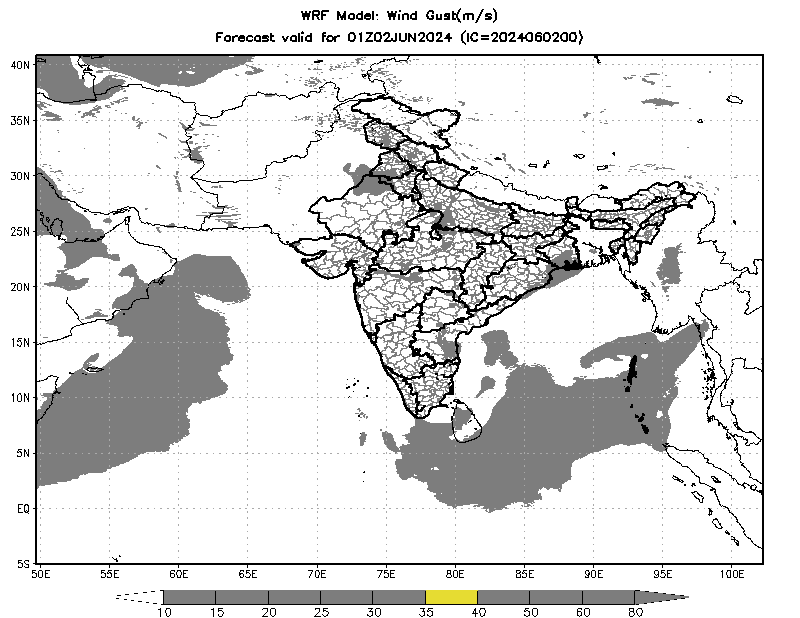 WRF Model: Wind Gust(m/s)
Forecast valid for 01Z02JUN2024 (IC=2024060200)
40N
35N
30N
25N
20N
15N
10N
5N
EQ
5S
50E 55E 60E 65E 70E 75E 80E 85E 90E 95E 100E
10 15 20 25 30 35 40 50 60 80